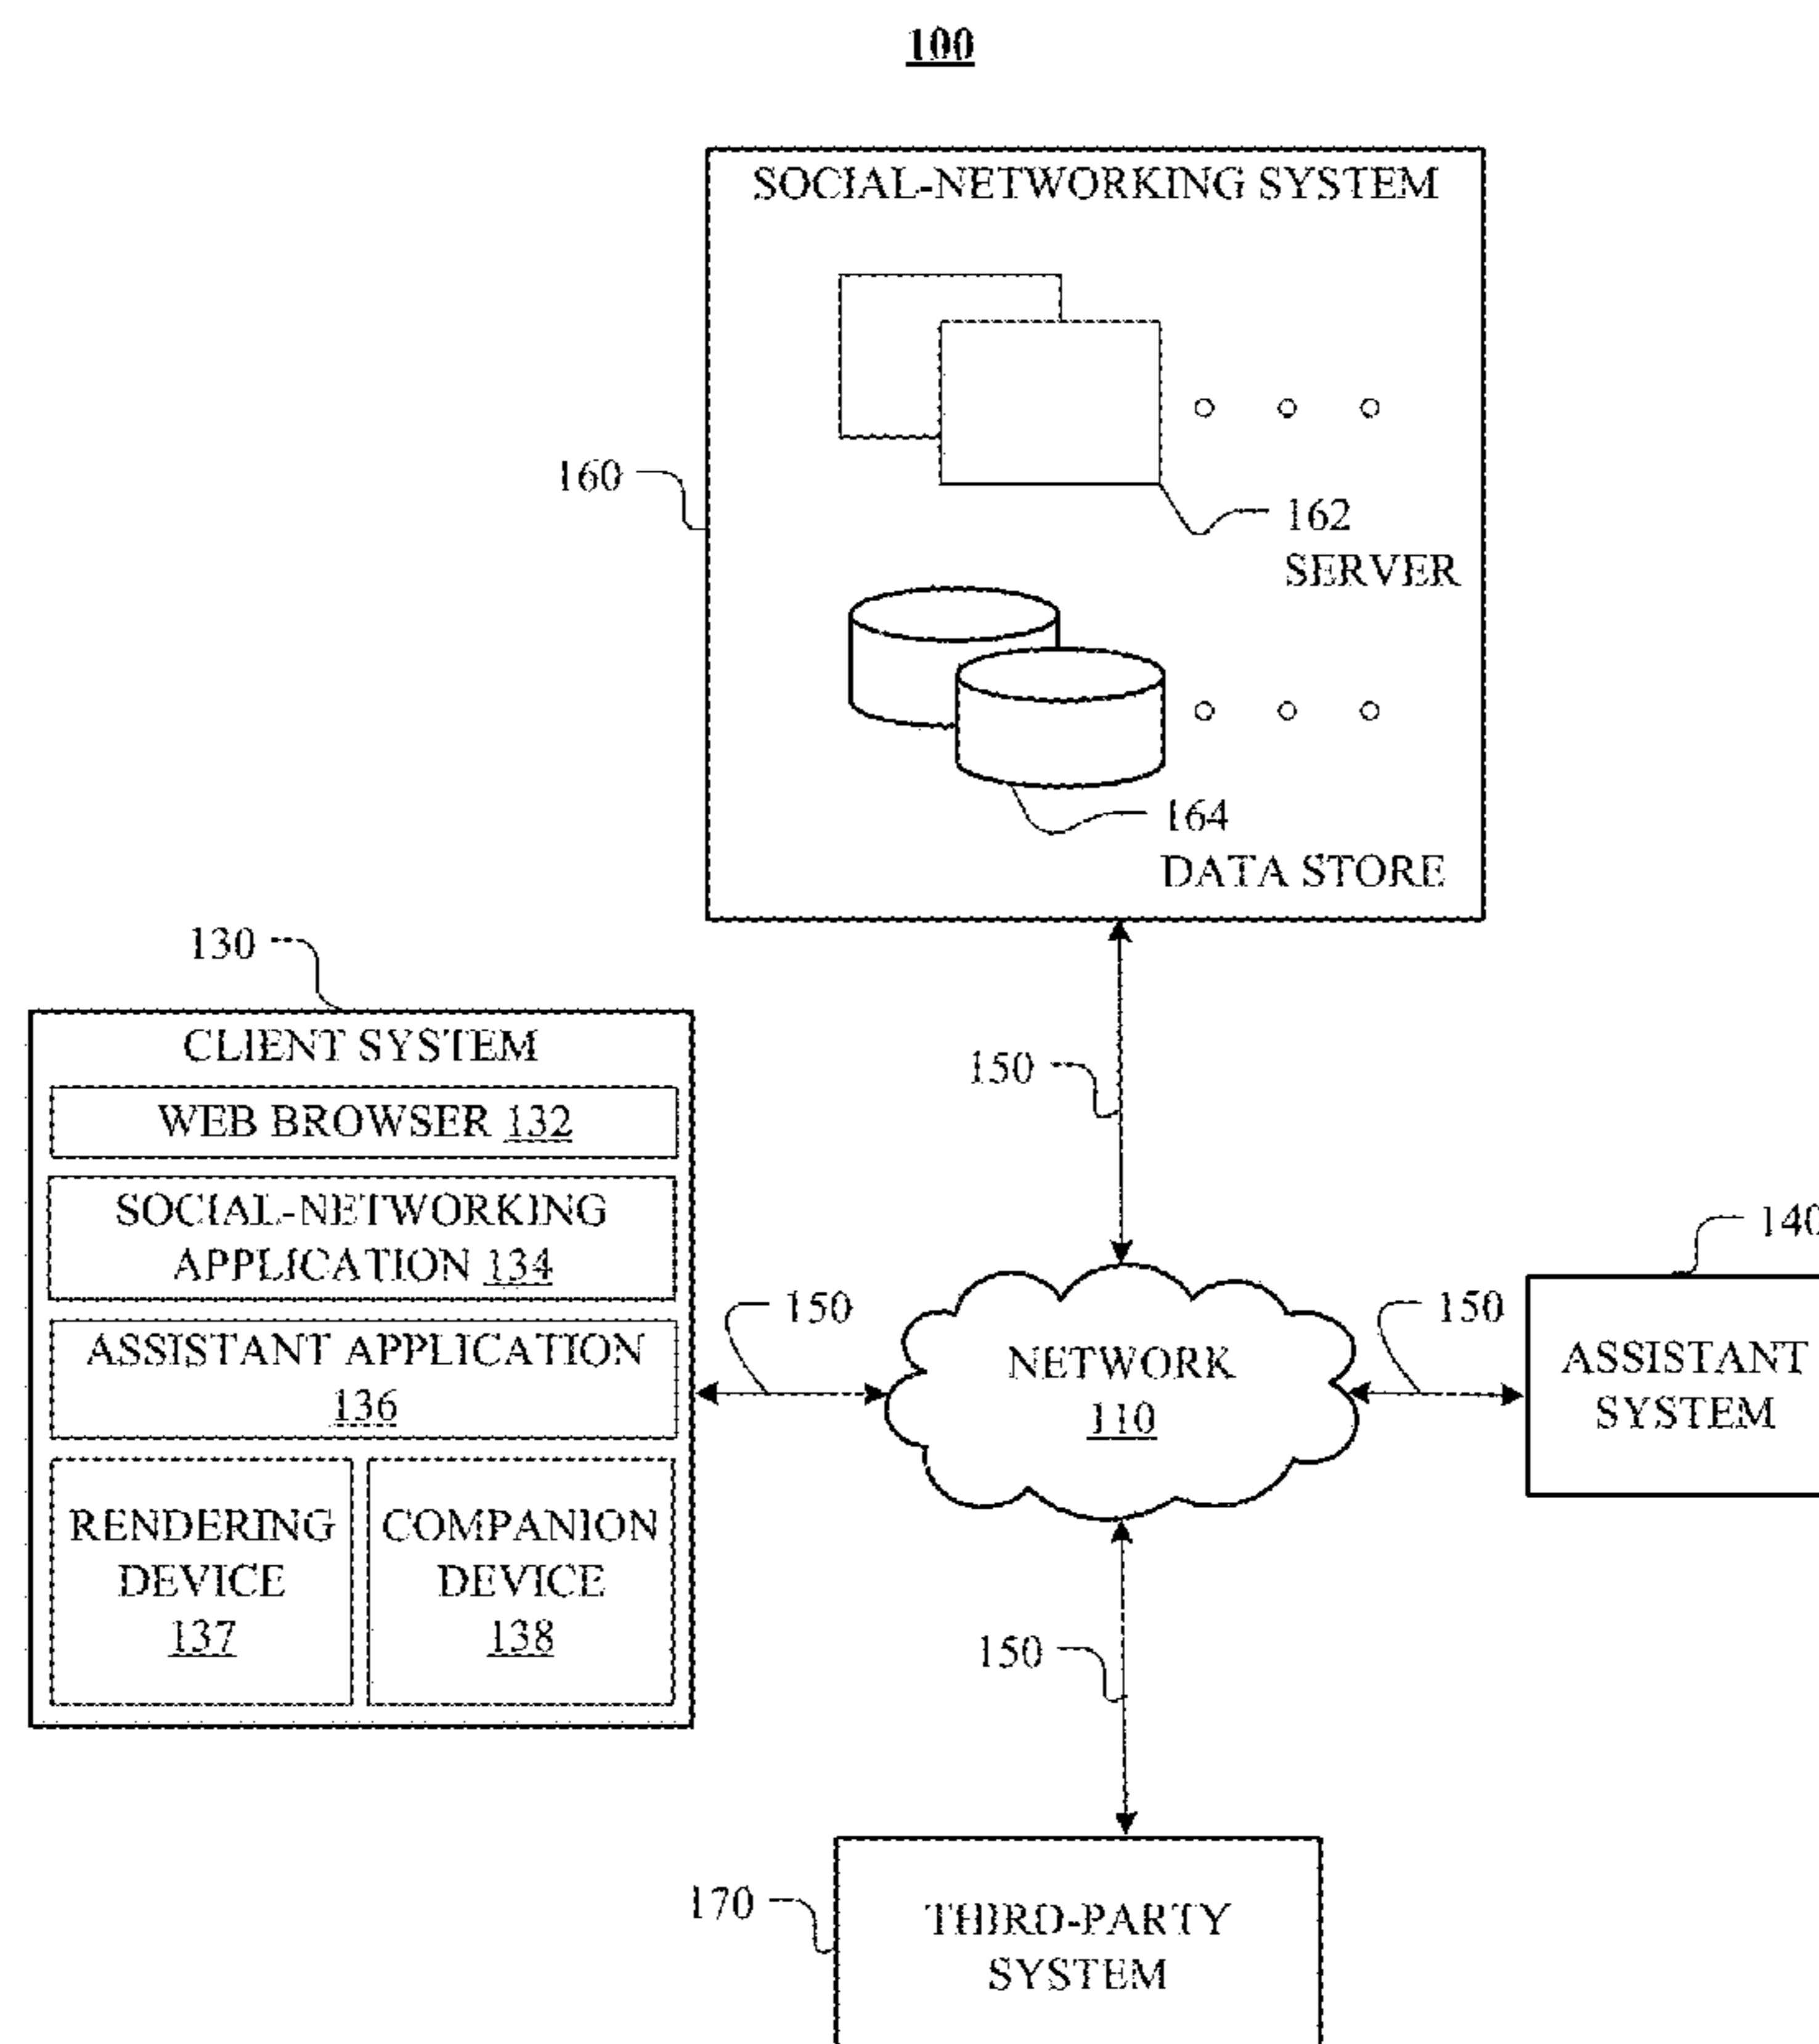 100
SOCIAL-NETWORKING SYSTEM
160
162
SERVER
164
DATA STORE
130
CLIENT SYSTEM
WEB BROWSER 132
SOCIAL-NETWORKING
APPLICATION 134
ASSISTANT APPLICATION
136
RENDERING
DEVICE
137
COMPANION
DEVICE
138
150
150
NETWORK
110
150
140
ASSISTANT
SYSTEM
150
170
THIRD-PARTY
SYSTEM